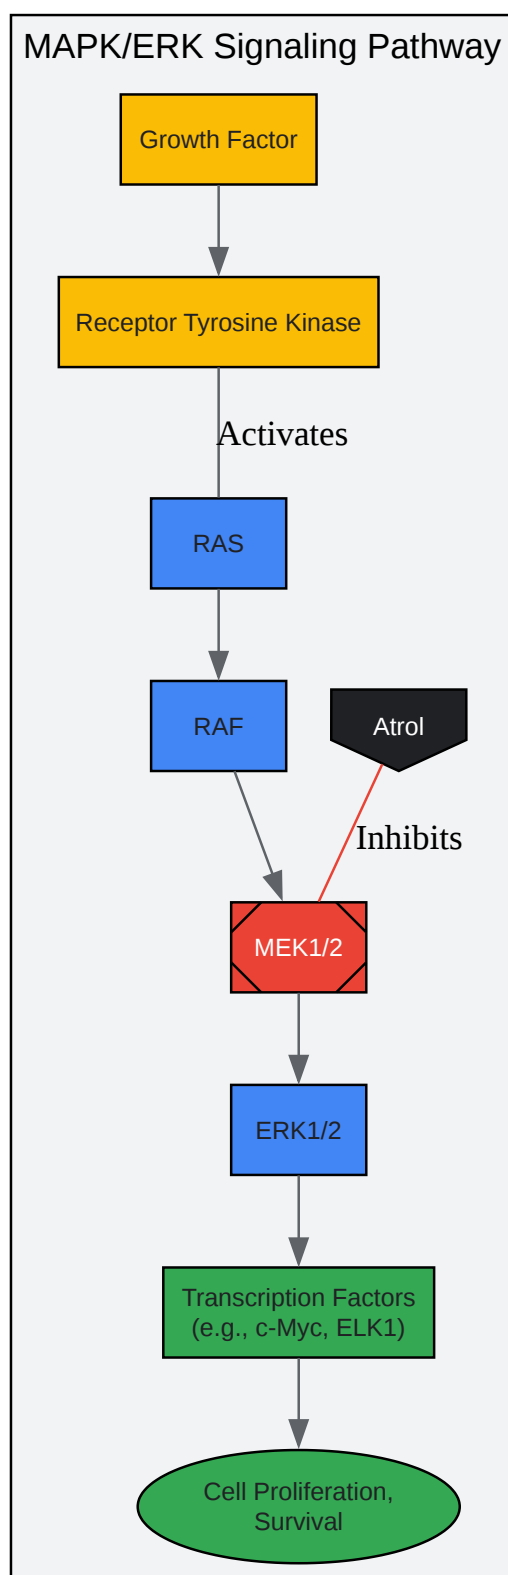 MAPK/ERK Signaling Pathway
Growth Factor
Receptor Tyrosine Kinase
Activates
RAS
RAF
Atrol
Inhibits
MEK1/2
ERK1/2
Transcription Factors
(e.g., c-Myc, ELK1)
Cell Proliferation,
Survival